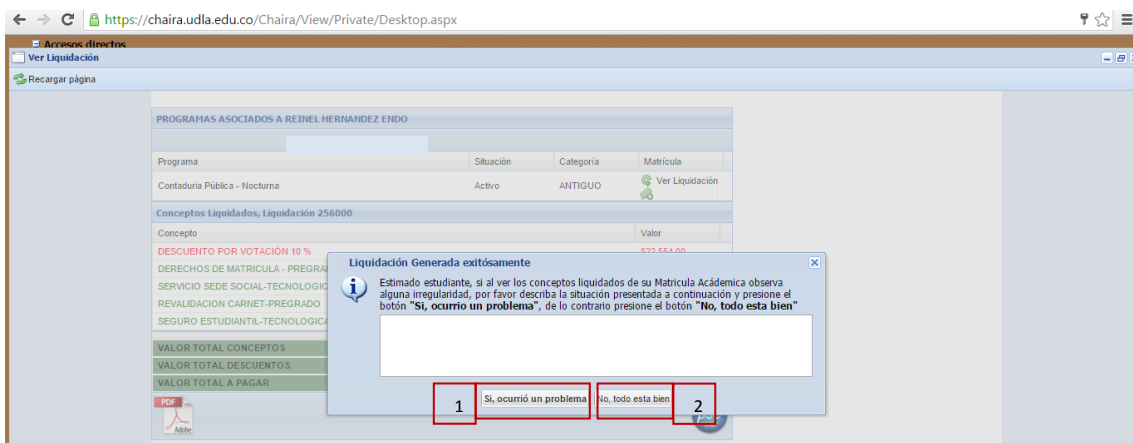 https://chaira.udla.edu.co/Chaira/View/Private/Desktop.aspx
Accesos directos
Ver Liquidación
Recargar página
PROGRAMAS ASOCIADOS A REINEL HERNANDEZ ENDO
Programa Situación Categoría Matrícula
Contaduria Pública - Nocturna Activo ANTIGUO Ver Liquidación
Conceptos Liquidados, Liquidación 256000
Concepto Valor
DESCUENTO POR VOTACIÓN 10 % $22.554,00
DERECHOS DE MATRICULA - PREGRA
SERVICIO SEDE SOCIAL-TECNOLOGIC
REVALIDACION CARNET-PREGRADO
SEGURO ESTUDIANTIL-TECNOLOGICA
VALOR TOTAL CONCEPTOS
VALOR TOTAL DESCUENTOS
VALOR TOTAL A PAGAR
PDF
Adobe
Liquidación Generada exitósamente
Estimado estudiante, si al ver los conceptos liquidados de su Matricula Académica observa
alguna irregularidad, por favor describa la situación presentada a continuación y presione el
botón "Si, ocurrio un problema", de lo contrario presione el botón "No, todo esta bien"
1 Si, ocurrió un problema No, todo esta bien 2